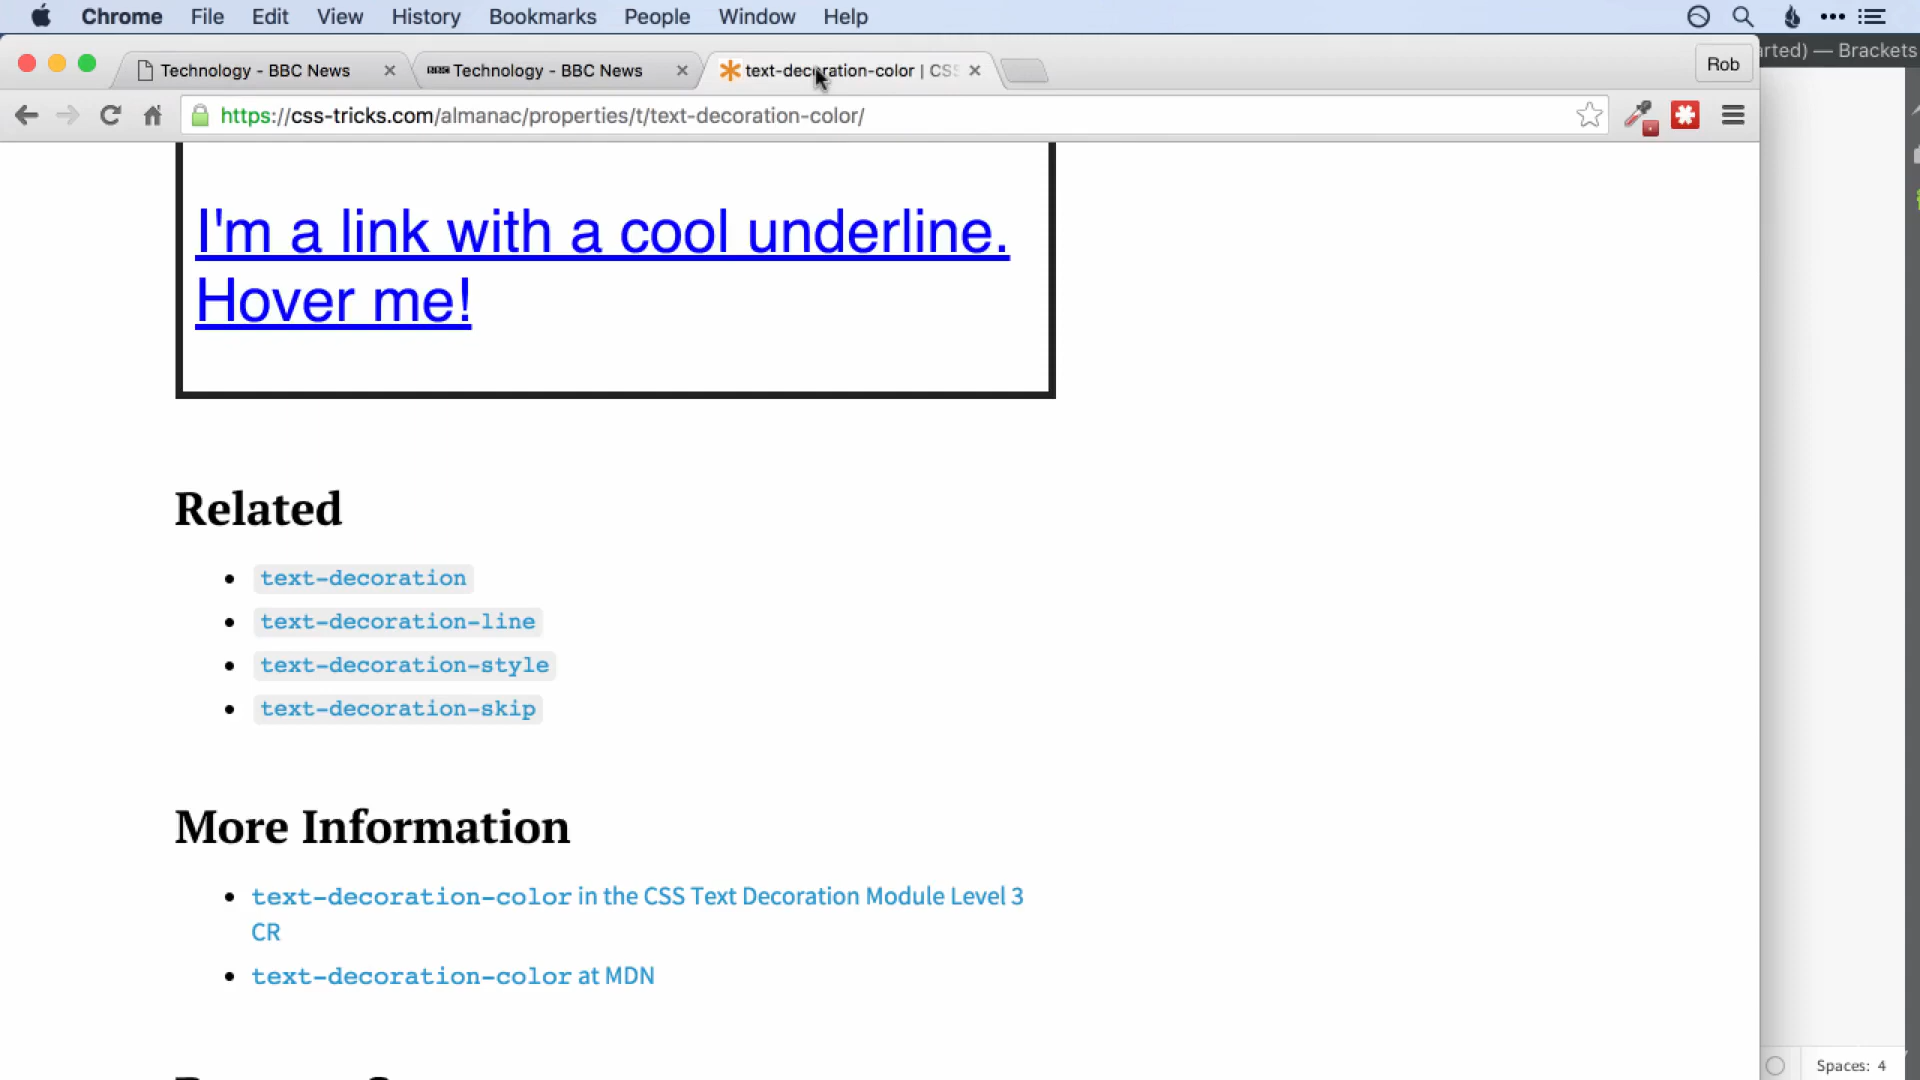 Chrome File Edit View History Bookmarks People Window Help
arted) — Brackets
Technology - BBC News
BBC Technology - BBC News
text-decoration-color | CSS
Rob
https://css-tricks.com/almanac/properties/t/text-decoration-color/
I'm a link with a cool underline.
Hover me!
Related
text-decoration
text-decoration-line
text-decoration-style
text-decoration-skip
More Information
text-decoration-color in the CSS Text Decoration Module Level 3
CR
text-decoration-color at MDN
Spaces: 4